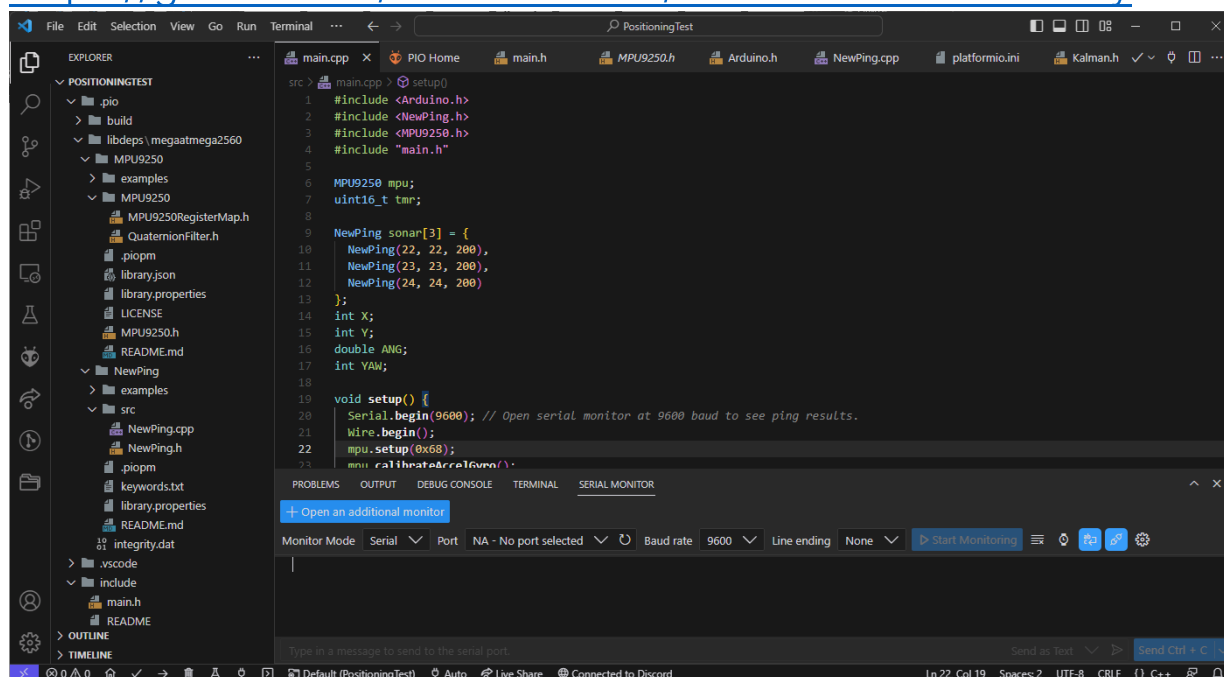 File Edit Selection View Go Run Terminal ··· PositioningTest
EXPLORER ···
POSITIONINGTEST
.pio
build
libdeps\megaatmega2560
MPU9250
examples
MPU9250
MPU9250RegisterMap.h
QuaternionFilter.h
.piopm
library.json
library.properties
LICENSE
MPU9250.h
README.md
NewPing
examples
src
NewPing.cpp
NewPing.h
.piopm
keywords.txt
library.properties
README.md
integrity.dat
.vscode
include
main.h
README
OUTLINE
TIMELINE
main.cpp PIO Home main.h MPU9250.h Arduino.h NewPing.cpp platformio.ini Kalman.h
src > main.cpp > setup()
1 #include <Arduino.h>
2 #include <NewPing.h>
3 #include <MPU9250.h>
4 #include "main.h"
5
6 MPU9250 mpu;
7 uint16_t tmr;
8
9 NewPing sonar[3] = {
10 NewPing(22, 22, 200),
11 NewPing(23, 23, 200),
12 NewPing(24, 24, 200)
13 };
14 int X;
15 int Y;
16 double ANG;
17 int YAW;
18
19 void setup() {
20 Serial.begin(9600); // Open serial monitor at 9600 baud to see ping results.
21 Wire.begin();
22 mpu.setup(0x68);
23 mpu.calibrateAccelGyro();
PROBLEMS OUTPUT DEBUG CONSOLE TERMINAL SERIAL MONITOR
+ Open an additional monitor
Monitor Mode Serial Port NA - No port selected Baud rate 9600 Line ending None Start Monitoring
Type in a message to send to the serial port. Send as Text Send Ctrl + C
0 0 Default (PositioningTest) Auto Live Share Connected to Discord Ln 22, Col 19 Spaces: 2 UTF-8 CRLF {} C++